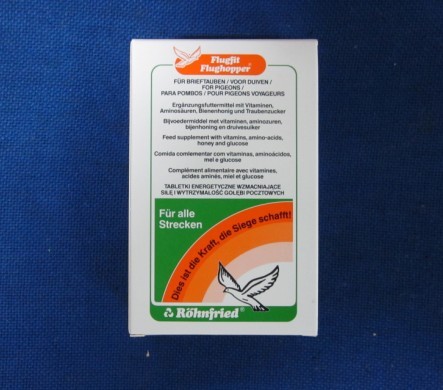 Flugfit
Flughopper®
FÜR BRIEFTAUBEN / VOOR DUIVEN /
FOR PIGEONS /
PARA POMBOS / POUR PIGEONS VOYAGEURS
Ergänzungsfuttermittel mit Vitaminen,
Aminosäuren, Bienenhonig und Traubenzucker
Bijvoedermiddel met vitaminen, aminozuren,
bijenhoning en druivesuiker
Feed supplement with vitamins, amino-acids,
honey and glucose
Comida comlementar com vitaminas, aminoácidos,
mel e glucose
Complément alimentaire avec vitamines,
acides aminés, miel et glucose
TABLETKI ENERGETYCZNE WZMACNIAJACE
SIŁĘ I WYTRZYMAŁOŚĆ GOŁĘBI POCZTOWYCH
Für alle
Strecken
Dies ist die Kraft, die Siege schafft!
Röhnfried®